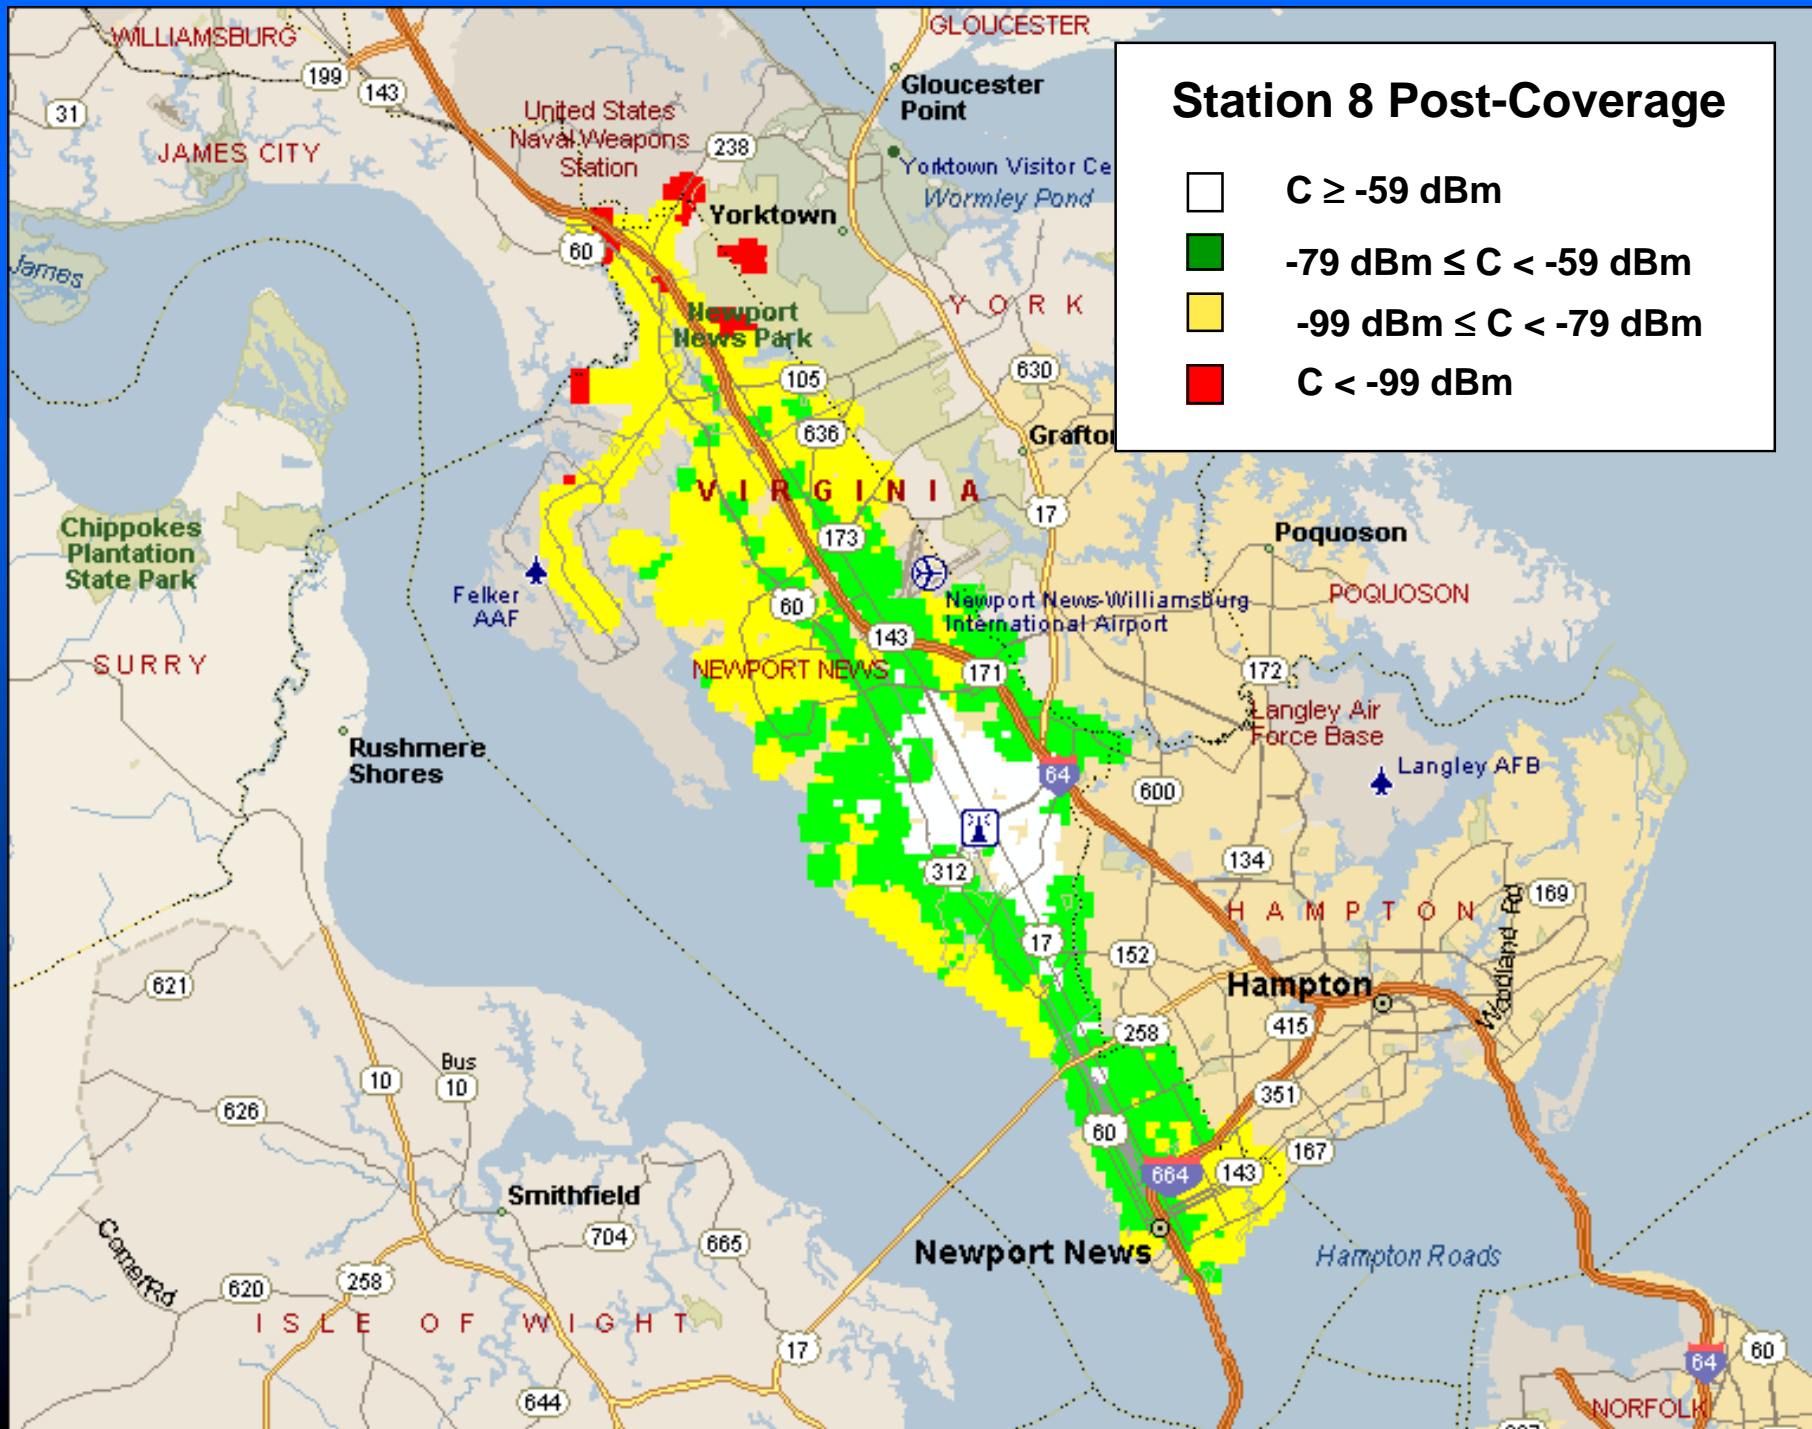 Station 8 Post-Coverage
C ≥ -59 dBm
-79 dBm ≤ C < -59 dBm
-99 dBm ≤ C < -79 dBm
C < -99 dBm
WILLIAMSBURG
GLOUCESTER
199
143
31
Gloucester
Point
United States
Naval Weapons
Station
238
JAMES CITY
Yorktown Visitor Ce
Wormley Pond
Yorktown
60
James
YORK
Newport
News Park
105
630
636
Grafton
VIRGINIA
17
Chippokes
Plantation
State Park
173
Poquoson
Felker
AAF
60
Newport News-Williamsburg
International Airport
POQUOSON
143
SURRY
NEWPORT NEWS
171
172
Langley Air
Force Base
Rushmere
Shores
64
Langley AFB
600
134
312
169
HAMPTON
Woodland Rd
17
152
621
Hampton
258
415
Bus
10
10
351
626
60
167
664
143
Smithfield
704
665
Newport News
Hampton Roads
Corner Rd
620
258
ISLE OF WIGHT
17
64
60
644
NORFOLK